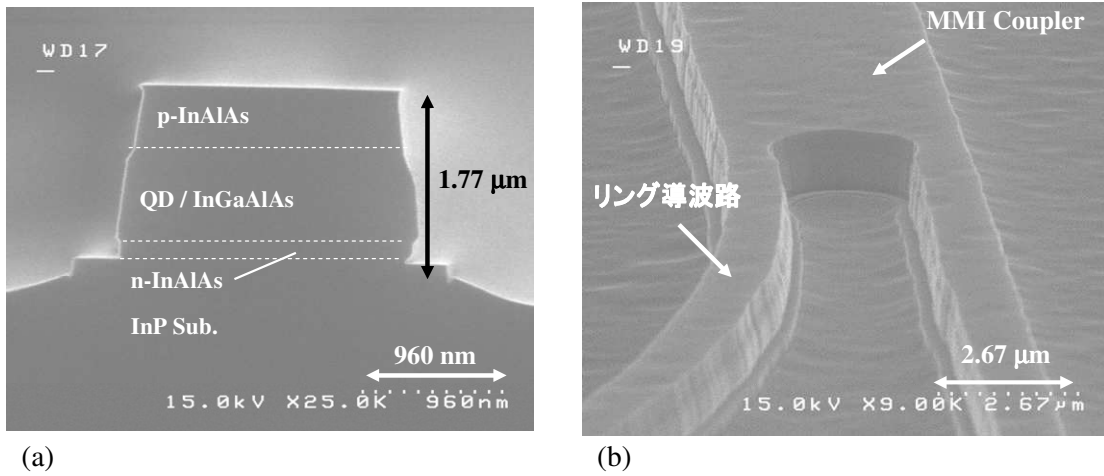 WD17
p-InAlAs
QD / InGaAlAs
1.77 μm
n-InAlAs
InP Sub.
960 nm
15.0kV X25.0K 960nm
(a)
MMI Coupler
WD19
リング導波路
2.67 μm
15.0kV X9.00K 2.67μm
(b)